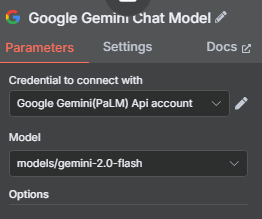 Google Gemini Chat Model
Parameters Settings Docs
Credential to connect with
Google Gemini(PaLM) Api account
Model
models/gemini-2.0-flash
Options